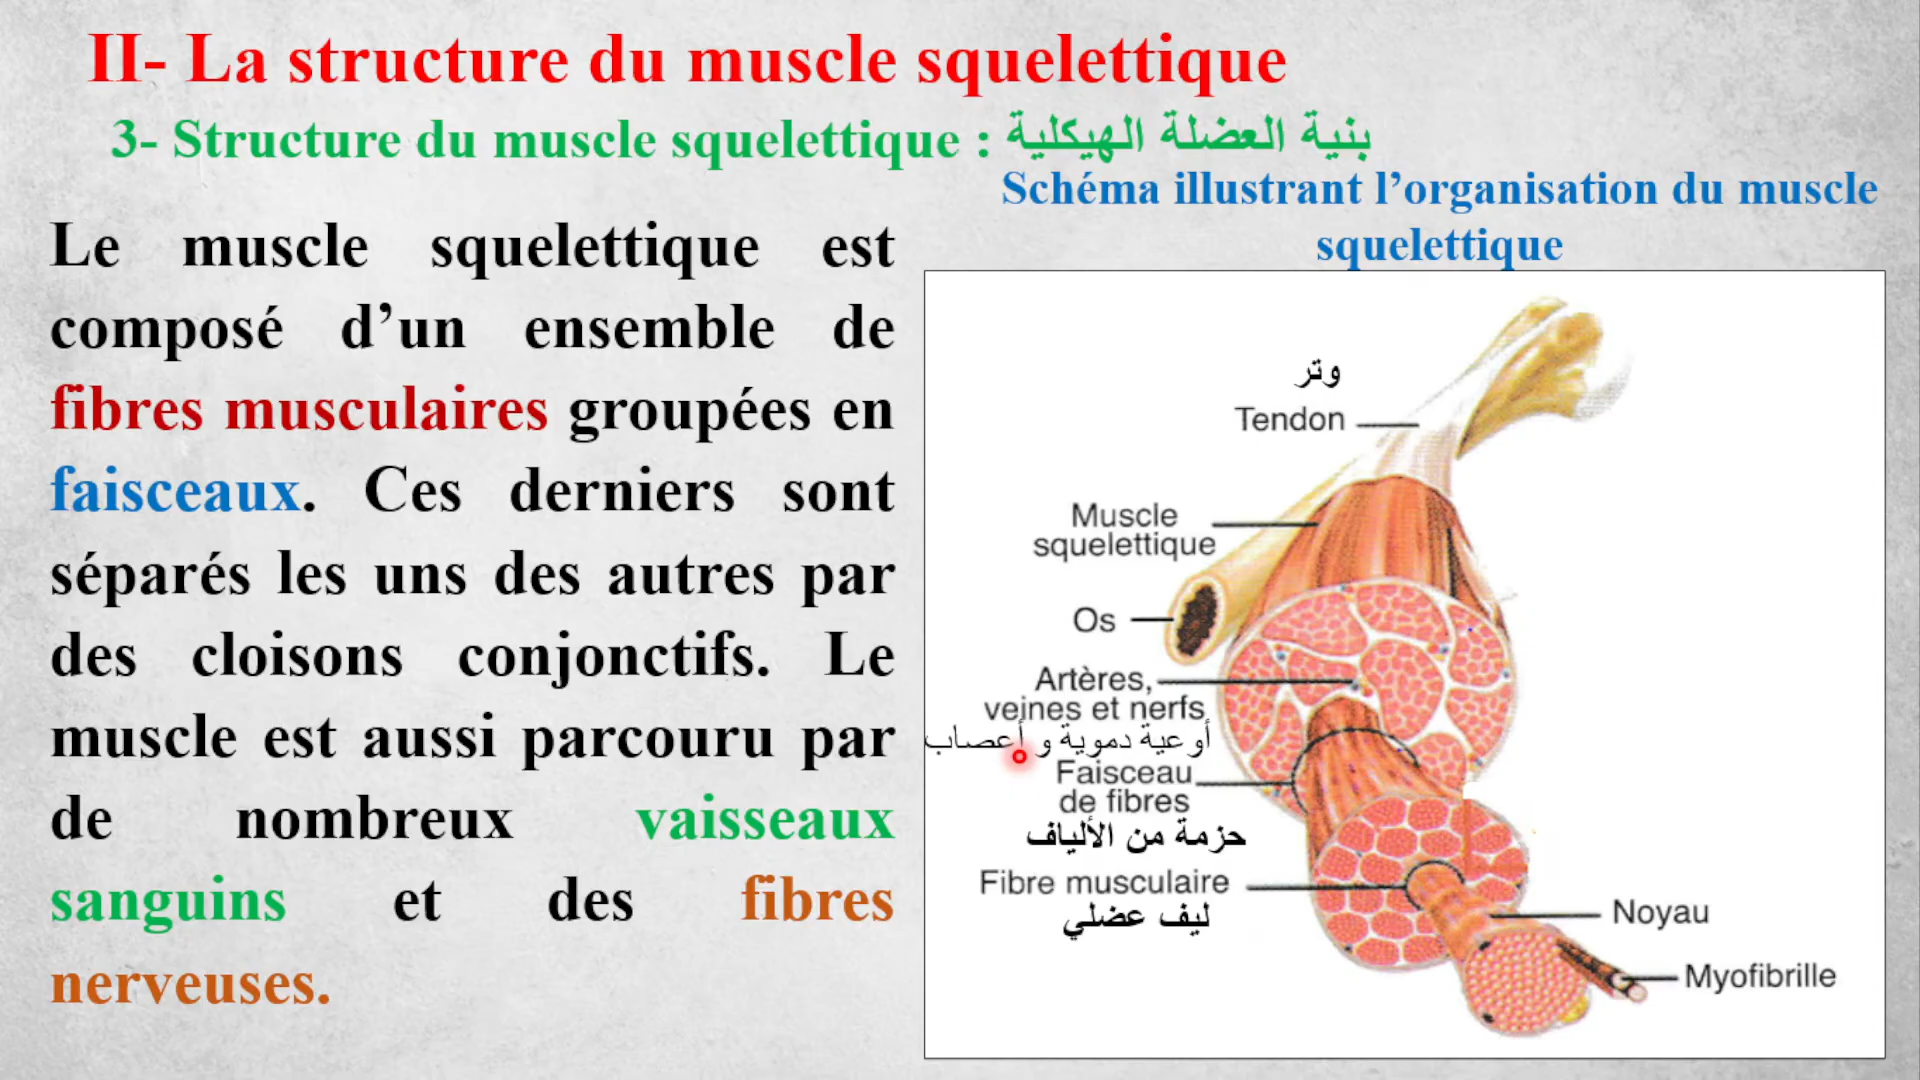 II- La structure du muscle squelettique
3- Structure du muscle squelettique : بنية العضلة الهيكلية
Le muscle squelettique est
composé d’un ensemble de
fibres musculaires groupées en
faisceaux. Ces derniers sont
séparés les uns des autres par
des cloisons conjonctifs. Le
muscle est aussi parcouru par
de nombreux vaisseaux
sanguins et des fibres
nerveuses.
Schéma illustrant l’organisation du muscle
squelettique
وتر
Tendon
Muscle
squelettique
Os
Artères,
veines et nerfs
أوعية دموية و أعصاب
Faisceau
de fibres
حزمة من الألياف
Fibre musculaire
ليف عضلي
Noyau
Myofibrille